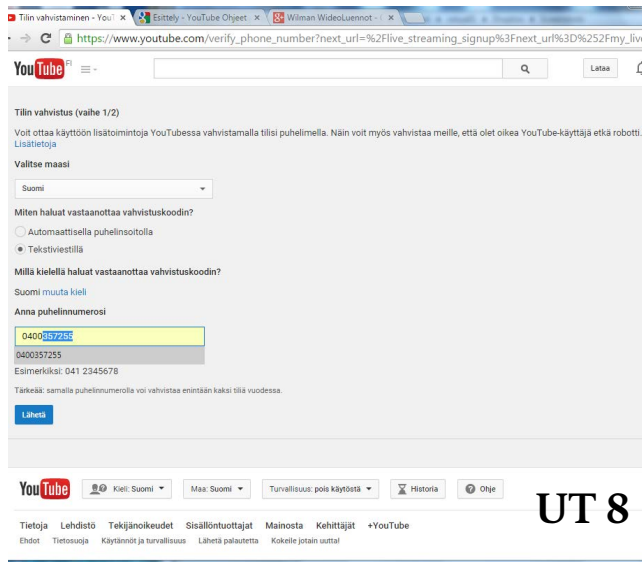 Tilin vahvistaminen - YouT Esittely - YouTube Ohjeet Wilman WideoLuennot -
https://www.youtube.com/verify_phone_number?next_url=%2Flive_streaming_signup%3Fnext_url%3D%252Fmy_live
YouTube FI Lataa
Tilin vahvistus (vaihe 1/2)
Voit ottaa käyttöön lisätoimintoja YouTubessa vahvistamalla tilisi puhelimella. Näin voit myös vahvistaa meille, että olet oikea YouTube-käyttäjä etkä robotti.
Lisätietoja
Valitse maasi
Suomi
Miten haluat vastaanottaa vahvistuskoodin?
Automaattisella puhelinsoitolla
Tekstiviestillä
Millä kielellä haluat vastaanottaa vahvistuskoodin?
Suomi muuta kieli
Anna puhelinnumerosi
0400357255
0400357255
Esimerkiksi: 041 2345678
Tärkeää: samalla puhelinnumerolla voi vahvistaa enintään kaksi tiliä vuodessa.
Lähetä
YouTube Kieli: Suomi Maa: Suomi Turvallisuus: pois käytöstä Historia Ohje
UT 8
Tietoja Lehdistö Tekijänoikeudet Sisällöntuottajat Mainosta Kehittäjät +YouTube
Ehdot Tietosuoja Käytännöt ja turvallisuus Lähetä palautetta Kokeile jotain uutta!